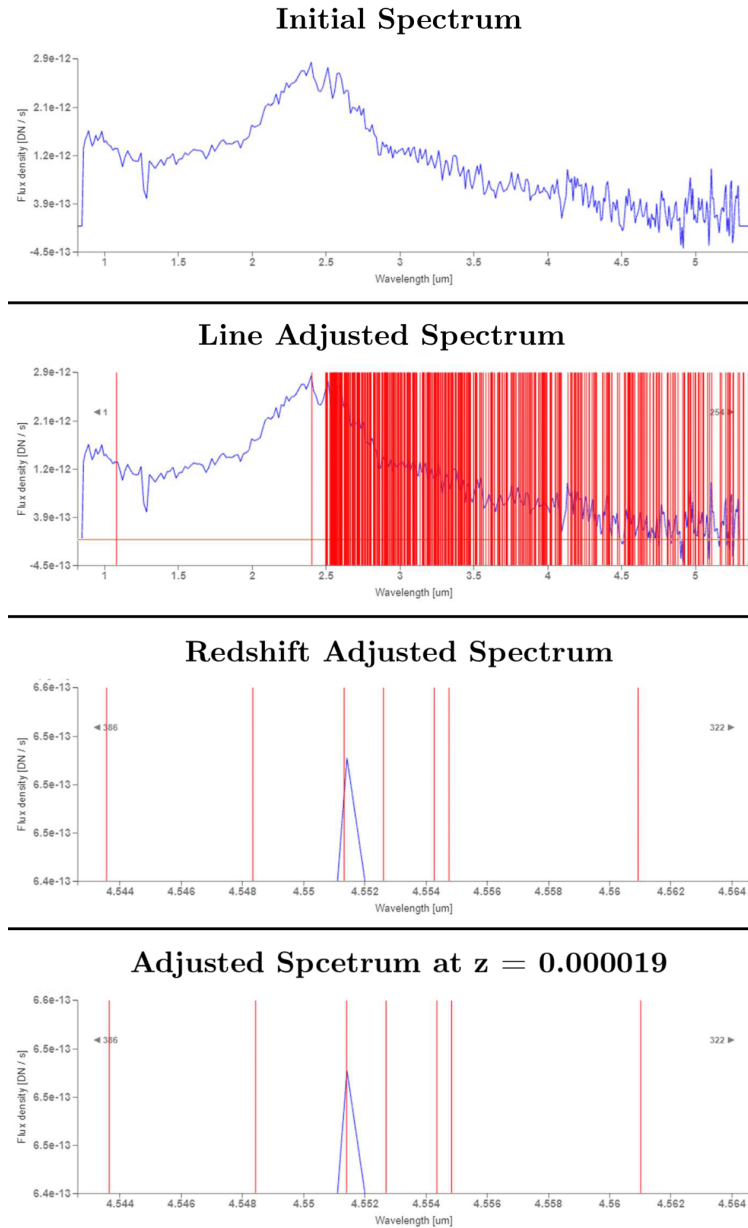 Initial Spectrum
2.9e-12
2.1e-12
1.2e-12
3.9e-13
-4.5e-13
Flux density [DN / s]
1 1.5 2 2.5 3 3.5 4 4.5 5
Wavelength [um]
Line Adjusted Spectrum
2.9e-12
2.1e-12
1.2e-12
3.9e-13
-4.5e-13
Flux density [DN / s]
◄ 1
254 ►
1 1.5 2 2.5 3 3.5 4 4.5 5
Wavelength [um]
Redshift Adjusted Spectrum
6.6e-13
6.5e-13
6.5e-13
6.5e-13
6.4e-13
Flux density [DN / s]
◄ 386
322 ►
4.544 4.546 4.548 4.55 4.552 4.554 4.556 4.558 4.56 4.562 4.564
Wavelength [um]
Adjusted Spcetrum at z = 0.000019
6.6e-13
6.5e-13
6.5e-13
6.5e-13
6.4e-13
Flux density [DN / s]
◄ 386
322 ►
4.544 4.546 4.548 4.55 4.552 4.554 4.556 4.558 4.56 4.562 4.564
Wavelength [um]